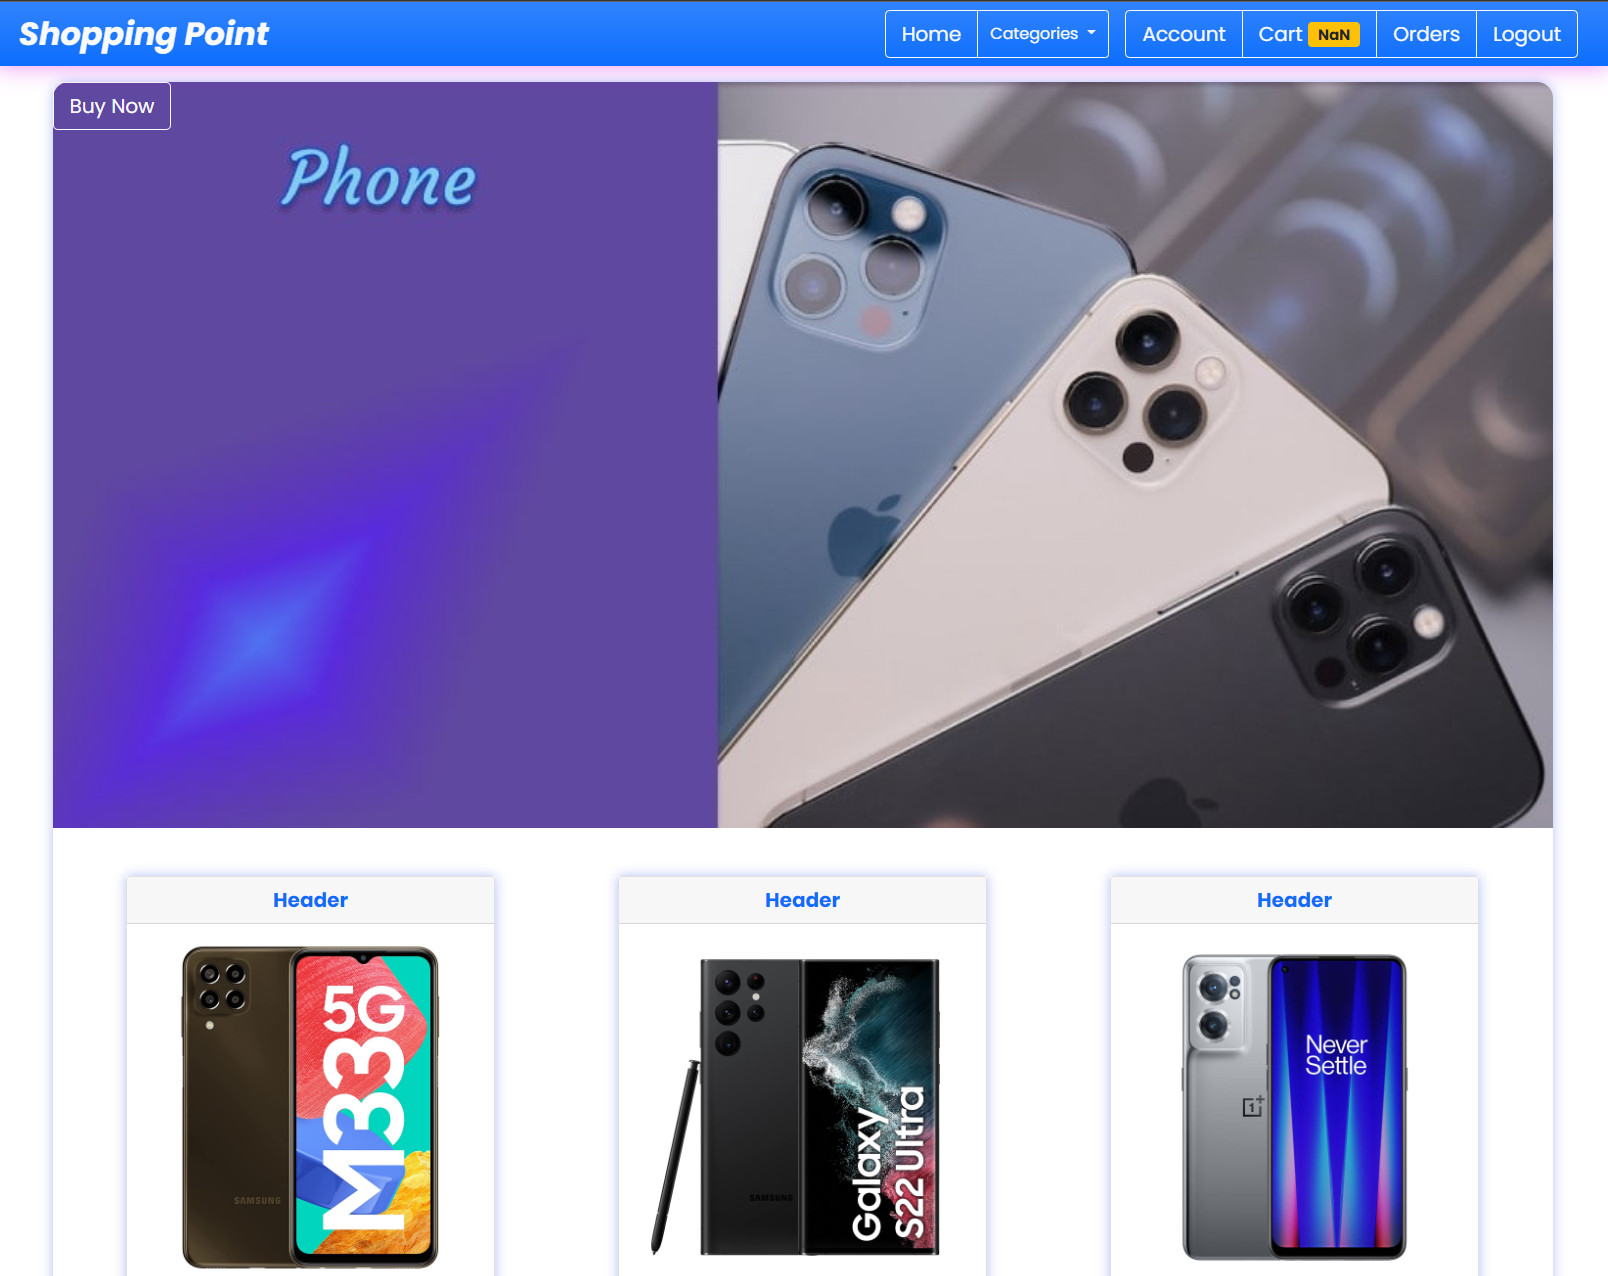 Shopping Point
Home
Categories
Account
Cart NaN
Orders
Logout
Buy Now
Phone
Header
Header
Header
5G
M33
SAMSUNG
Galaxy
S22 Ultra
SAMSUNG
Never
Settle
1+